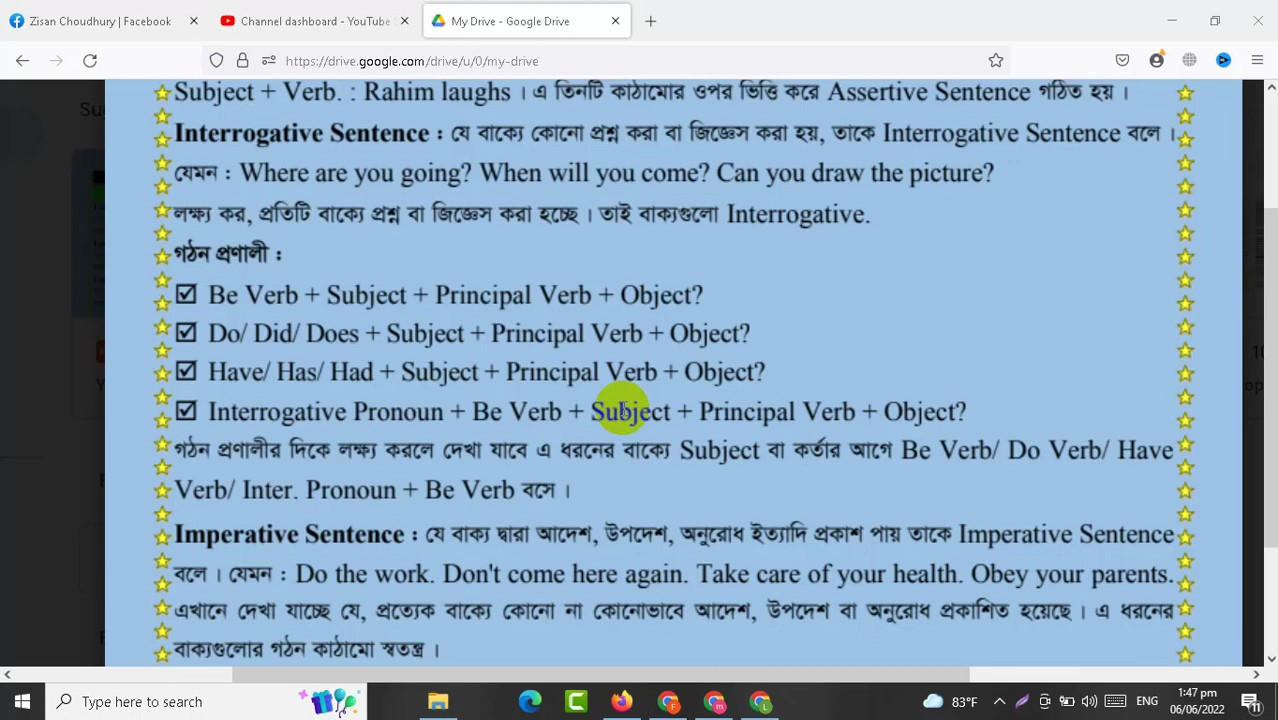 Zisan Choudhury | Facebook
Channel dashboard - YouTube
My Drive - Google Drive
https://drive.google.com/drive/u/0/my-drive
Subject + Verb. : Rahim laughs । এ তিনটি কাঠামোর ওপর ভিত্তি করে Assertive Sentence গঠিত হয় ।
Interrogative Sentence : যে বাক্যে কোনো প্রশ্ন করা বা জিজ্ঞেস করা হয়, তাকে Interrogative Sentence বলে ।
যেমন : Where are you going? When will you come? Can you draw the picture?
লক্ষ্য কর, প্রতিটি বাক্যে প্রশ্ন বা জিজ্ঞেস করা হচ্ছে । তাই বাক্যগুলো Interrogative.
গঠন প্রণালী :
☑ Be Verb + Subject + Principal Verb + Object?
☑ Do/ Did/ Does + Subject + Principal Verb + Object?
☑ Have/ Has/ Had + Subject + Principal Verb + Object?
☑ Interrogative Pronoun + Be Verb + Subject + Principal Verb + Object?
গঠন প্রণালীর দিকে লক্ষ্য করলে দেখা যাবে এ ধরনের বাক্যে Subject বা কর্তার আগে Be Verb/ Do Verb/ Have
Verb/ Inter. Pronoun + Be Verb বসে ।
Imperative Sentence : যে বাক্য দ্বারা আদেশ, উপদেশ, অনুরোধ ইত্যাদি প্রকাশ পায় তাকে Imperative Sentence
বলে । যেমন : Do the work. Don't come here again. Take care of your health. Obey your parents.
এখানে দেখা যাচ্ছে যে, প্রত্যেক বাক্যে কোনো না কোনোভাবে আদেশ, উপদেশ বা অনুরোধ প্রকাশিত হয়েছে । এ ধরনের
বাক্যগুলোর গঠন কাঠামো স্বতন্ত্র ।
Type here to search
83°F
ENG
1:47 pm
06/06/2022
11